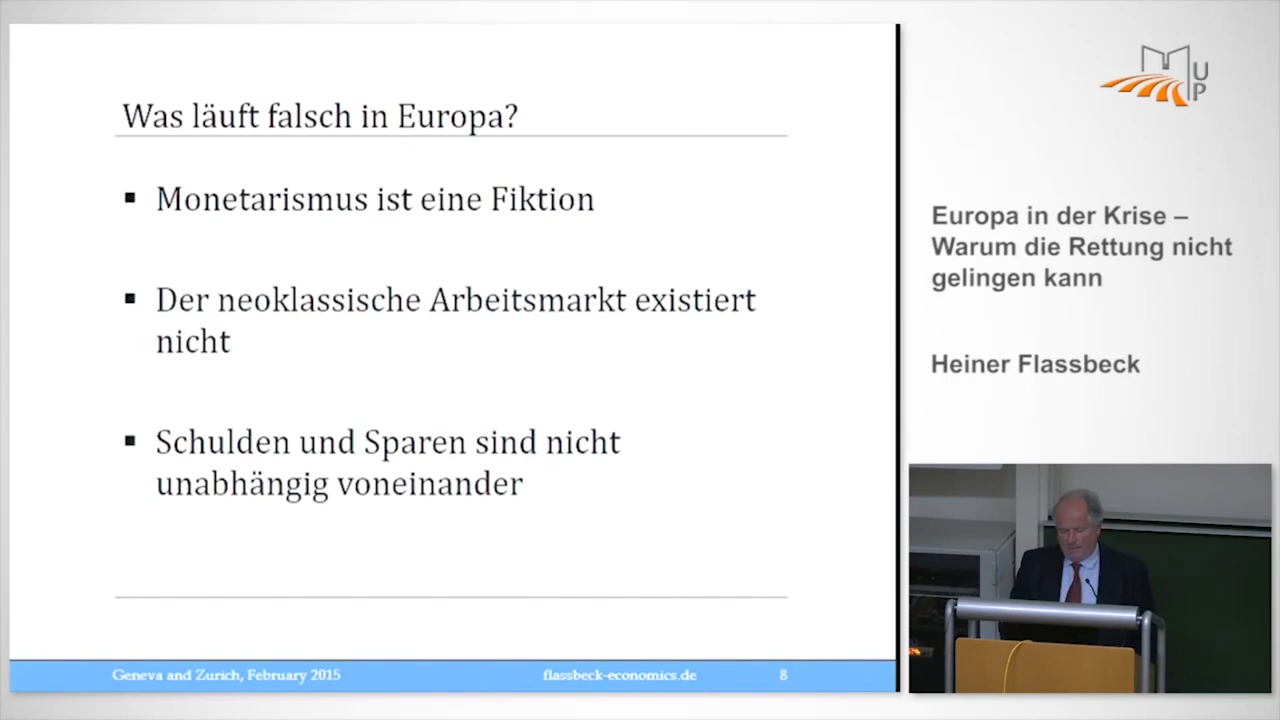 Was läuft falsch in Europa?
▪ Monetarismus ist eine Fiktion
▪ Der neoklassische Arbeitsmarkt existiert
nicht
▪ Schulden und Sparen sind nicht
unabhängig voneinander
Geneva and Zurich, February 2015
flassbeck-economics.de
8
MUP
Europa in der Krise –
Warum die Rettung nicht
gelingen kann
Heiner Flassbeck